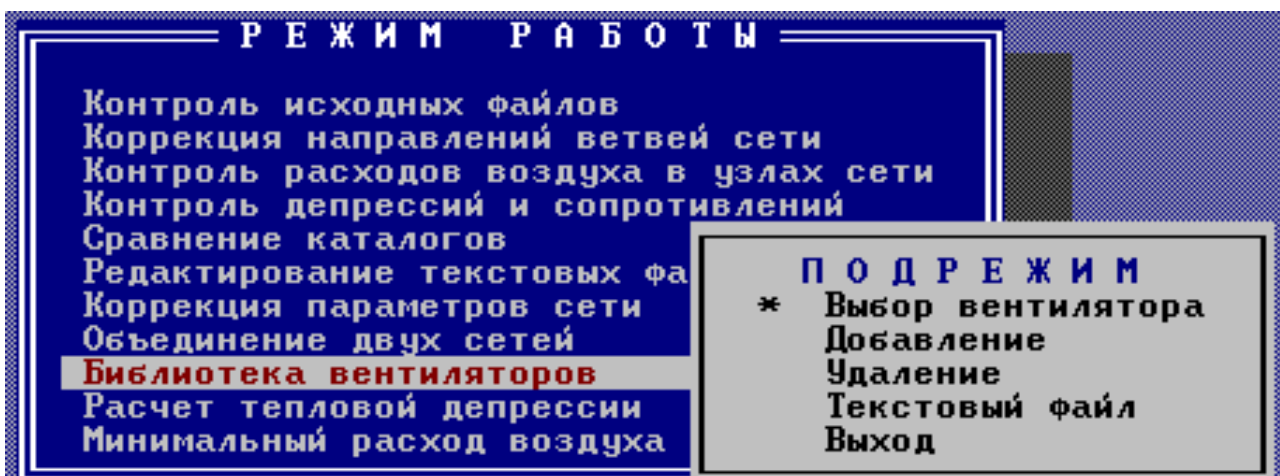 РЕЖИМ РАБОТЫ
Контроль исходных файлов
Коррекция направлений ветвей сети
Контроль расходов воздуха в узлах сети
Контроль депрессий и сопротивлений
Сравнение каталогов
Редактирование текстовых фа
Коррекция параметров сети
Объединение двух сетей
Библиотека вентиляторов
Расчет тепловой депрессии
Минимальный расход воздуха
ПОДРЕЖИМ
* Выбор вентилятора
Добавление
Удаление
Текстовый файл
Выход